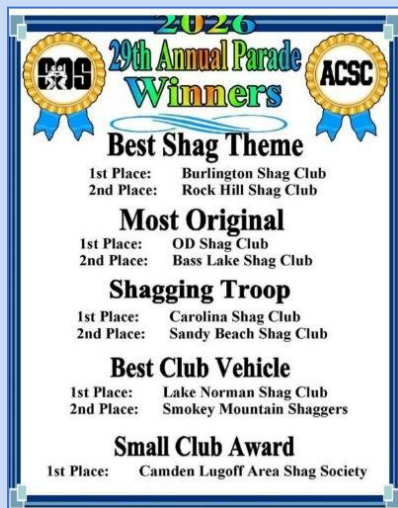 2026
SOS
29th Annual Parade
ACSC
Winners
Best Shag Theme
1st Place: Burlington Shag Club
2nd Place: Rock Hill Shag Club
Most Original
1st Place: OD Shag Club
2nd Place: Bass Lake Shag Club
Shagging Troop
1st Place: Carolina Shag Club
2nd Place: Sandy Beach Shag Club
Best Club Vehicle
1st Place: Lake Norman Shag Club
2nd Place: Smokey Mountain Shaggers
Small Club Award
1st Place: Camden Lugoff Area Shag Society